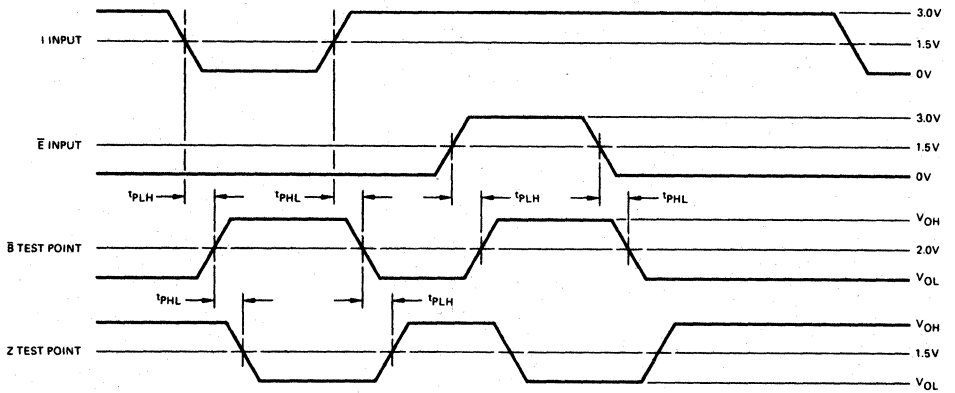 3.0V
I INPUT
1.5V
0V
3.0V
E̅ INPUT
1.5V
0V
tPLH
tPHL
tPLH
tPHL
VOH
B̅ TEST POINT
2.0V
VOL
tPHL
tPLH
VOH
Z TEST POINT
1.5V
VOL